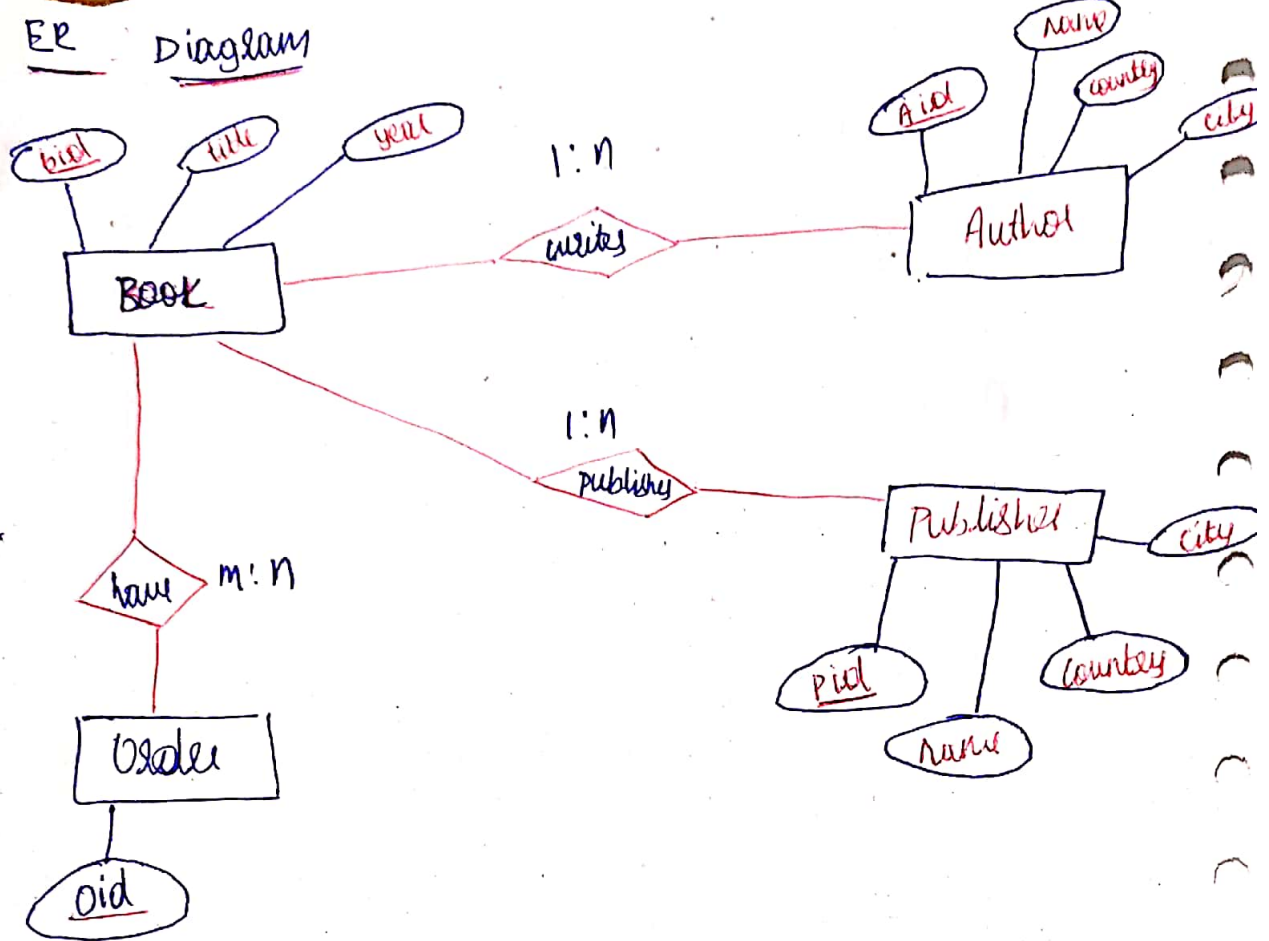 ER Diagram
name
Aid
country
city
bid
title
year
1:n
writes
Author
Book
1:n
publishes
Publisher
city
have
m:n
pid
country
name
Order
oid